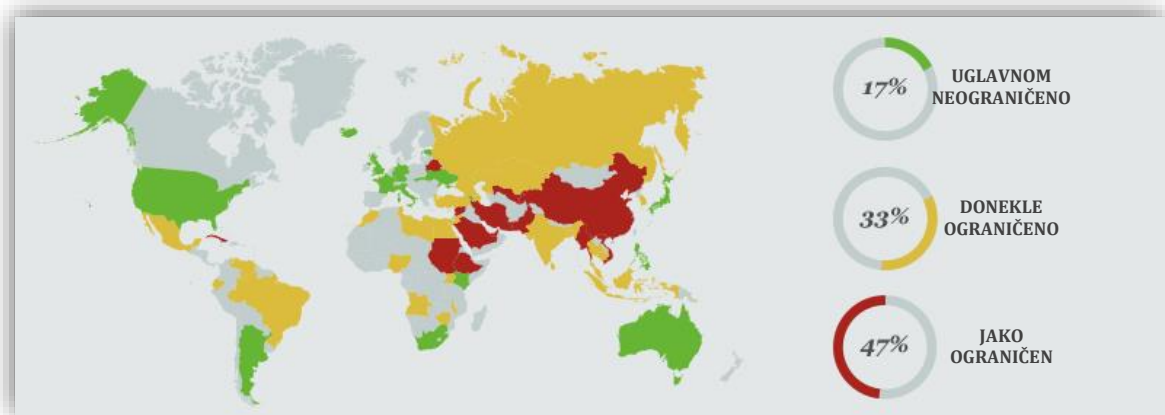 17%
UGLAVNOM
NEOGRANIČENO
33%
DONEKLE
OGRANIČENO
47%
JAKO
OGRANIČEN